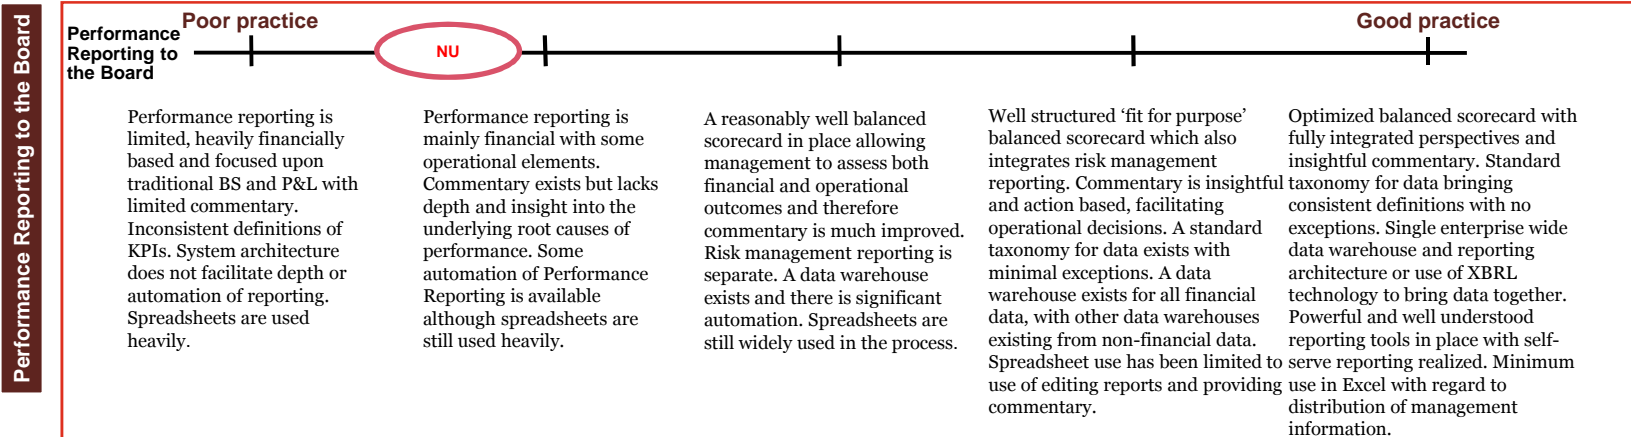 Performance Reporting to the Board
Poor practice
Good practice
Performance
Reporting to
the Board
NU
Performance reporting is
limited, heavily financially
based and focused upon
traditional BS and P&L with
limited commentary.
Inconsistent definitions of
KPIs. System architecture
does not facilitate depth or
automation of reporting.
Spreadsheets are used
heavily.
Performance reporting is
mainly financial with some
operational elements.
Commentary exists but lacks
depth and insight into the
underlying root causes of
performance. Some
automation of Performance
Reporting is available
although spreadsheets are
still used heavily.
A reasonably well balanced
scorecard in place allowing
management to assess both
financial and operational
outcomes and therefore
commentary is much improved.
Risk management reporting is
separate. A data warehouse
exists and there is significant
automation. Spreadsheets are
still widely used in the process.
Well structured ‘fit for purpose’
balanced scorecard which also
integrates risk management
reporting. Commentary is insightful
and action based, facilitating
operational decisions. A standard
taxonomy for data exists with
minimal exceptions. A data
warehouse exists for all financial
data, with other data warehouses
existing from non-financial data.
Spreadsheet use has been limited to
use of editing reports and providing
commentary.
Optimized balanced scorecard with
fully integrated perspectives and
insightful commentary. Standard
taxonomy for data bringing
consistent definitions with no
exceptions. Single enterprise wide
data warehouse and reporting
architecture or use of XBRL
technology to bring data together.
Powerful and well understood
reporting tools in place with self-
serve reporting realized. Minimum
use in Excel with regard to
distribution of management
information.